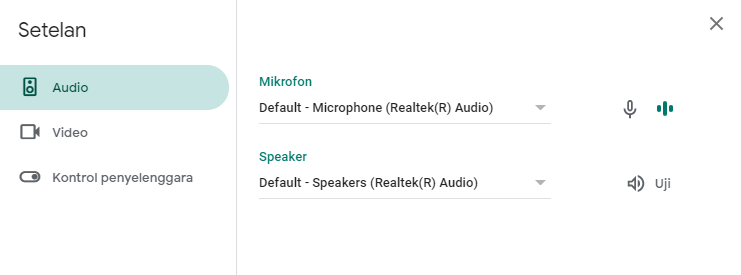 Setelan
Audio
Video
Kontrol penyelenggara
Mikrofon
Default - Microphone (Realtek(R) Audio)
Speaker
Default - Speakers (Realtek(R) Audio)
Uji